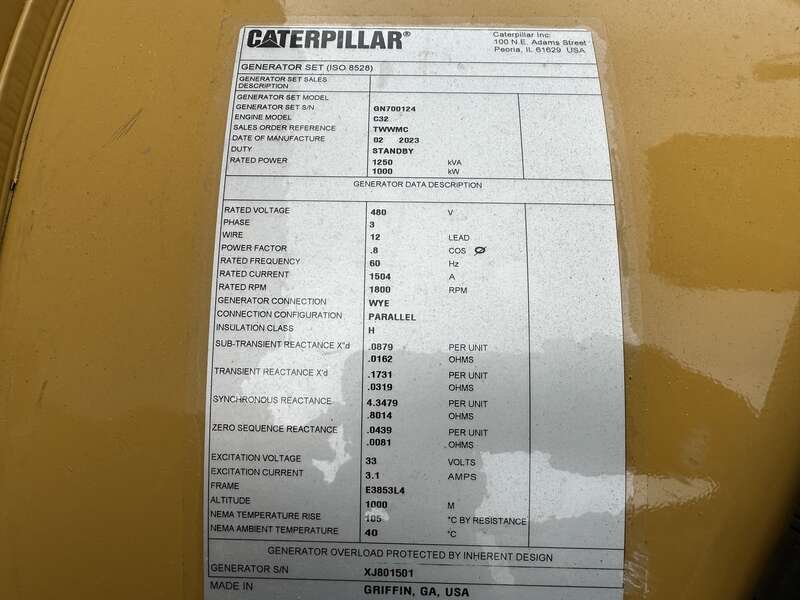 CATERPILLAR®
Caterpillar Inc.
100 N.E. Adams Street
Peoria, IL 61629 USA
GENERATOR SET (ISO 8528)
GENERATOR SET SALES
DESCRIPTION
GENERATOR SET MODEL
GENERATOR SET S/N GN700124
ENGINE MODEL C32
SALES ORDER REFERENCE TWWMC
DATE OF MANUFACTURE 02 2023
DUTY STANDBY
RATED POWER 1250 kVA
1000 kW
GENERATOR DATA DESCRIPTION
RATED VOLTAGE 480 V
PHASE 3
WIRE 12 LEAD
POWER FACTOR .8 COS Ø
RATED FREQUENCY 60 Hz
RATED CURRENT 1504 A
RATED RPM 1800 RPM
GENERATOR CONNECTION WYE
CONNECTION CONFIGURATION PARALLEL
INSULATION CLASS H
SUB-TRANSIENT REACTANCE X"d .0879 PER UNIT
.0162 OHMS
TRANSIENT REACTANCE X'd .1731 PER UNIT
.0319 OHMS
SYNCHRONOUS REACTANCE 4.3479 PER UNIT
.8014 OHMS
ZERO SEQUENCE REACTANCE .0439 PER UNIT
.0081 OHMS
EXCITATION VOLTAGE 33 VOLTS
EXCITATION CURRENT 3.1 AMPS
FRAME E3853L4
ALTITUDE 1000 M
NEMA TEMPERATURE RISE 105 °C BY RESISTANCE
NEMA AMBIENT TEMPERATURE 40 °C
GENERATOR OVERLOAD PROTECTED BY INHERENT DESIGN
GENERATOR S/N XJ801501
MADE IN GRIFFIN, GA, USA